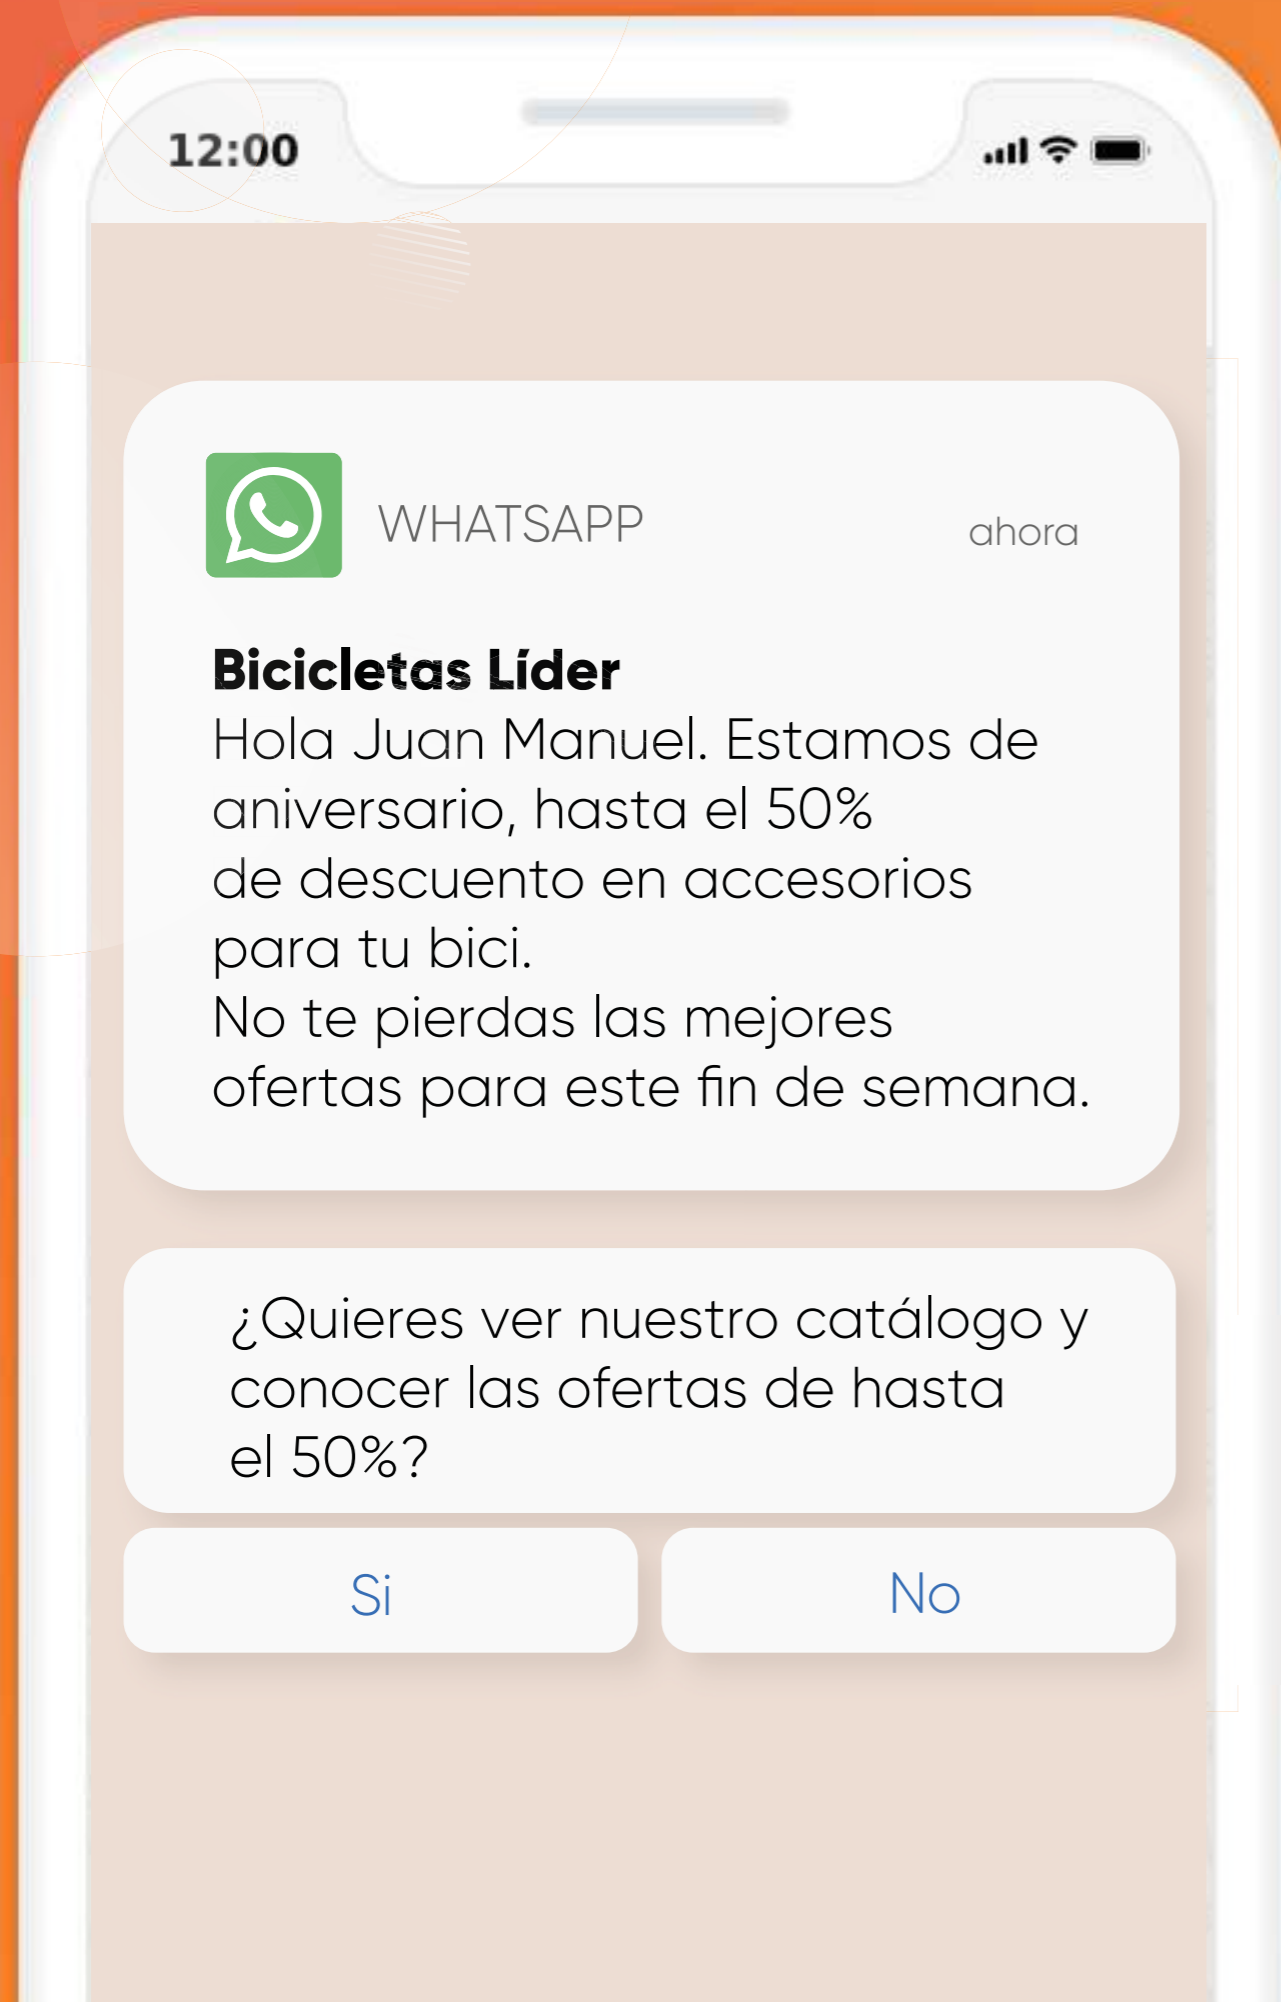 12:00
WHATSAPP
ahora
Bicicletas Líder
Hola Juan Manuel. Estamos de
aniversario, hasta el 50%
de descuento en accesorios
para tu bici.
No te pierdas las mejores
ofertas para este fin de semana.
¿Quieres ver nuestro catálogo y
conocer las ofertas de hasta
el 50%?
Si
No